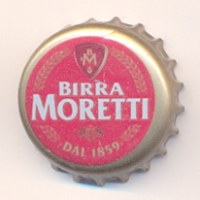 M
BIRRA
MORETTI
DAL 1859